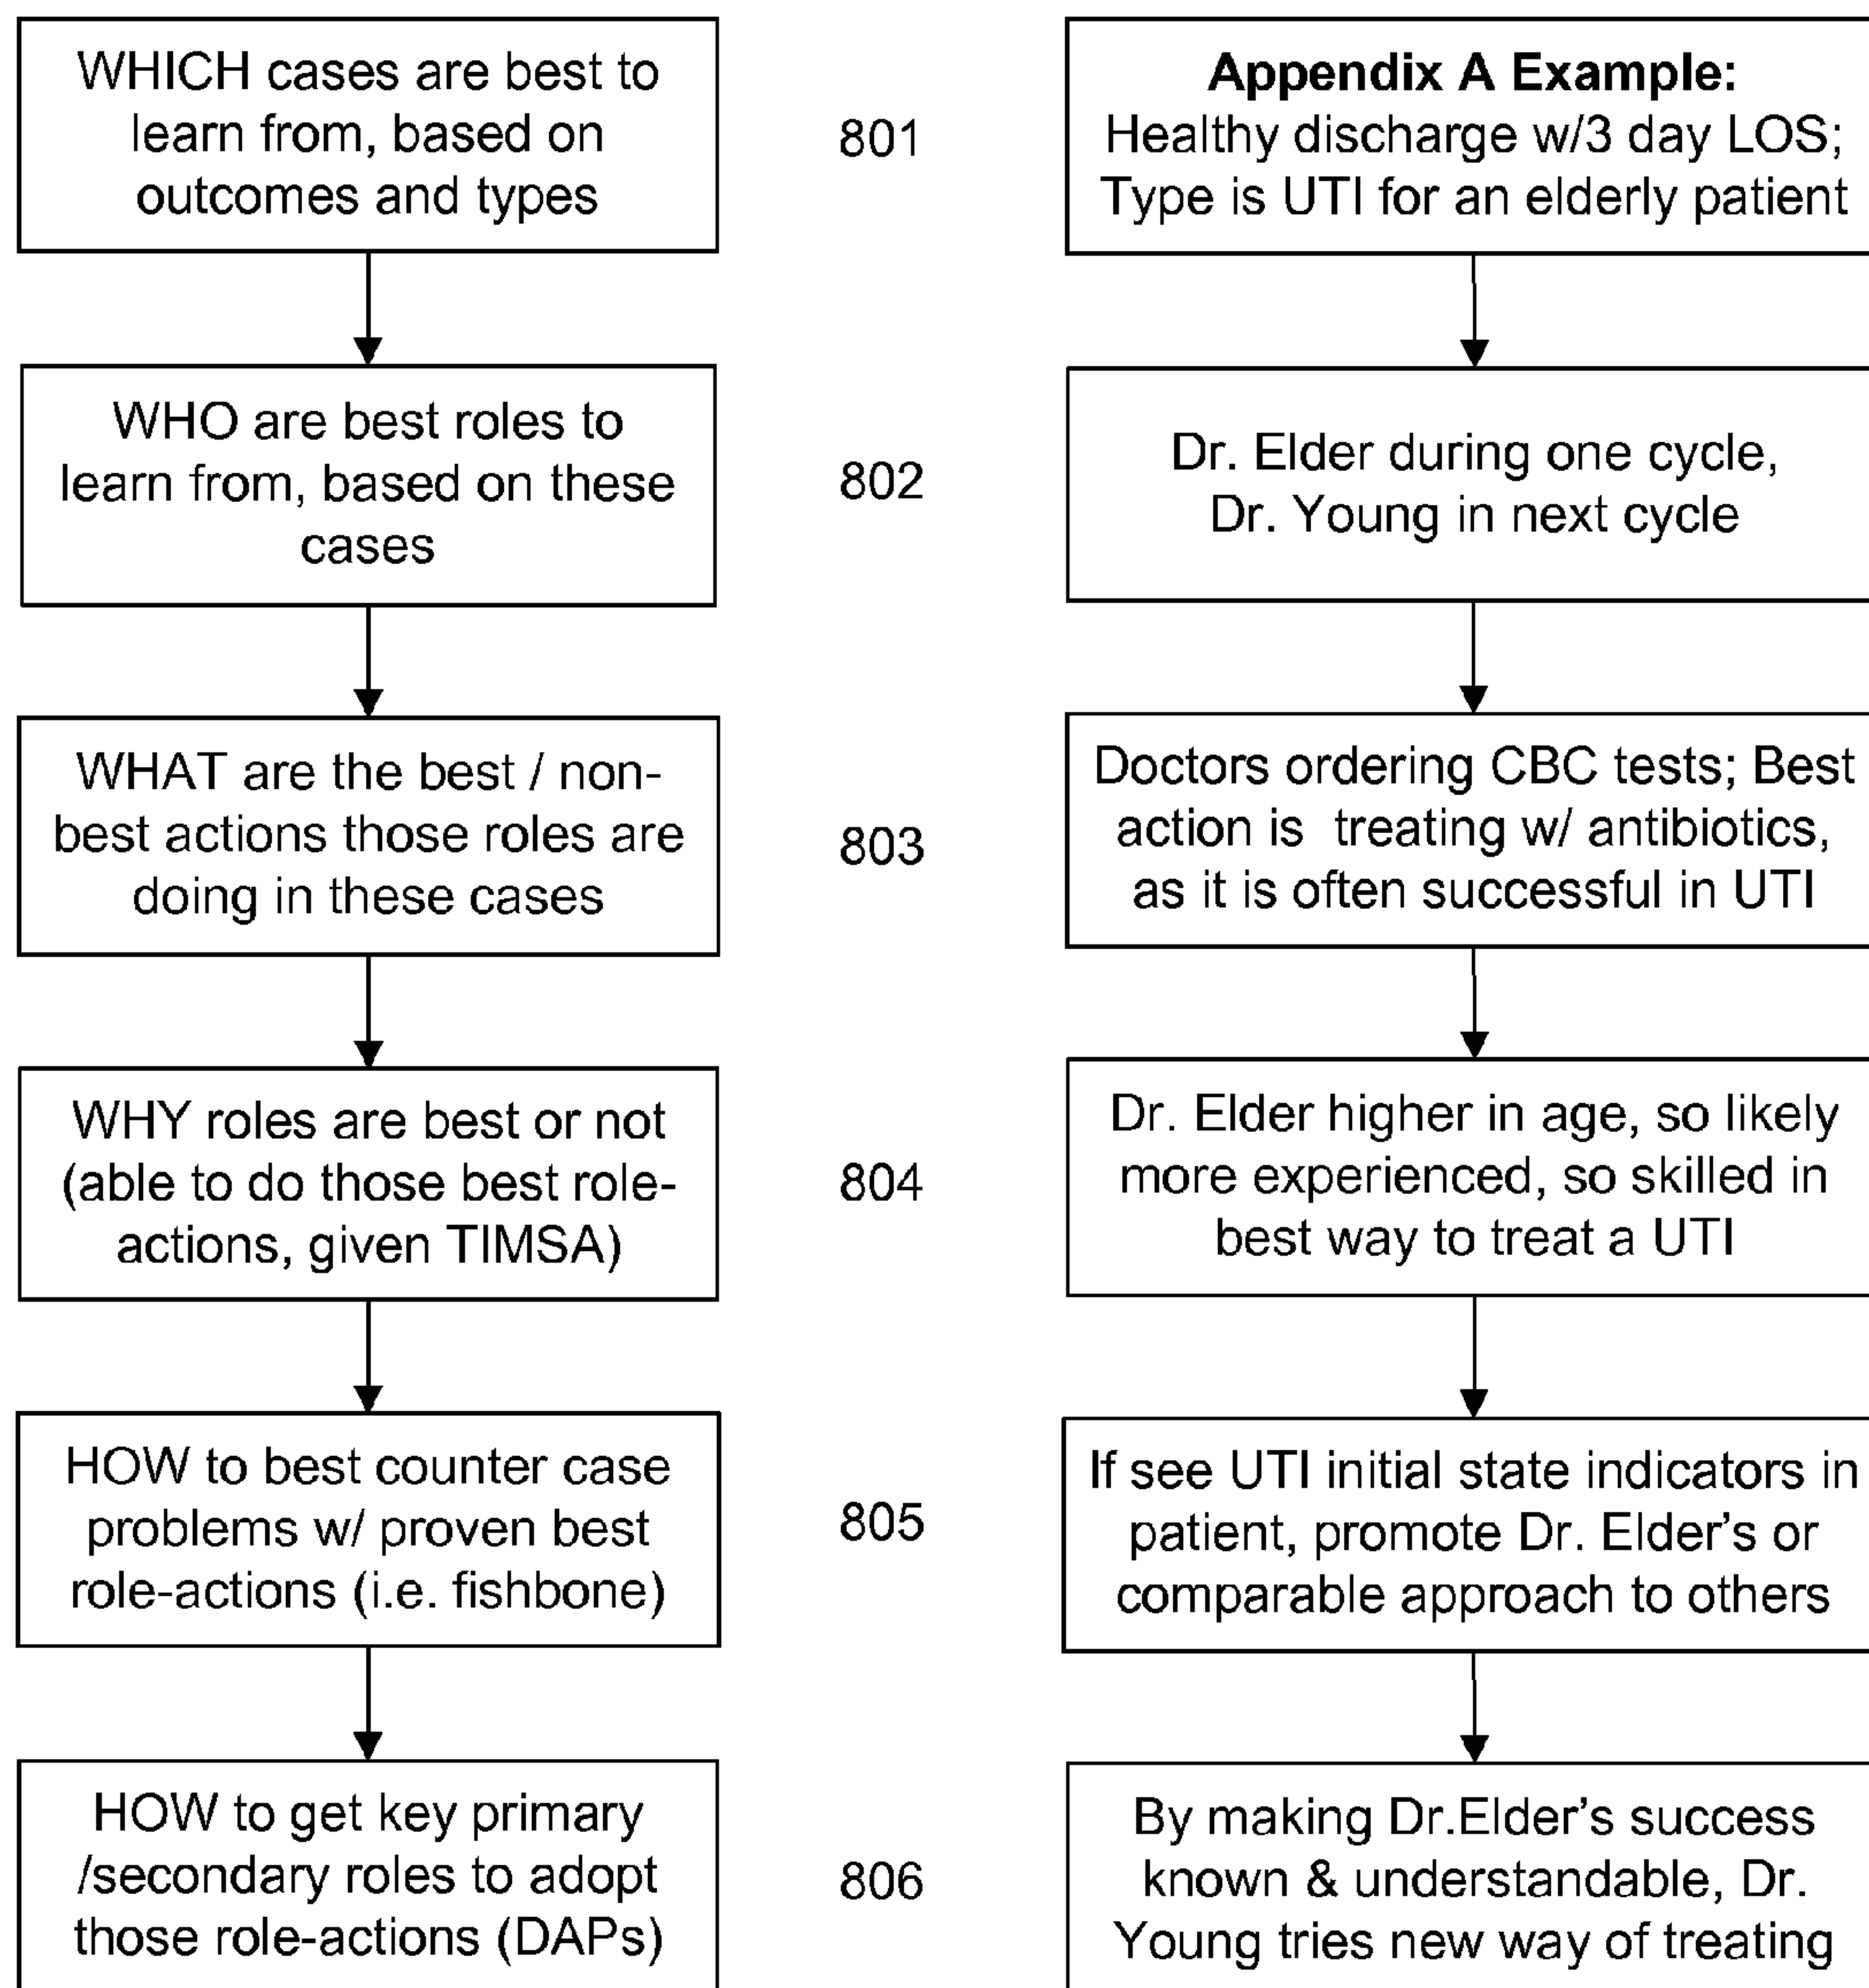 WHICH cases are best to
learn from, based on
outcomes and types
801
Appendix A Example:
Healthy discharge w/3 day LOS;
Type is UTI for an elderly patient
WHO are best roles to
learn from, based on these
cases
802
Dr. Elder during one cycle,
Dr. Young in next cycle
WHAT are the best / non-
best actions those roles are
doing in these cases
803
Doctors ordering CBC tests; Best
action is treating w/ antibiotics,
as it is often successful in UTI
WHY roles are best or not
(able to do those best role-
actions, given TIMSA)
804
Dr. Elder higher in age, so likely
more experienced, so skilled in
best way to treat a UTI
HOW to best counter case
problems w/ proven best
role-actions (i.e. fishbone)
805
If see UTI initial state indicators in
patient, promote Dr. Elder's or
comparable approach to others
HOW to get key primary
/secondary roles to adopt
those role-actions (DAPs)
806
By making Dr.Elder's success
known & understandable, Dr.
Young tries new way of treating